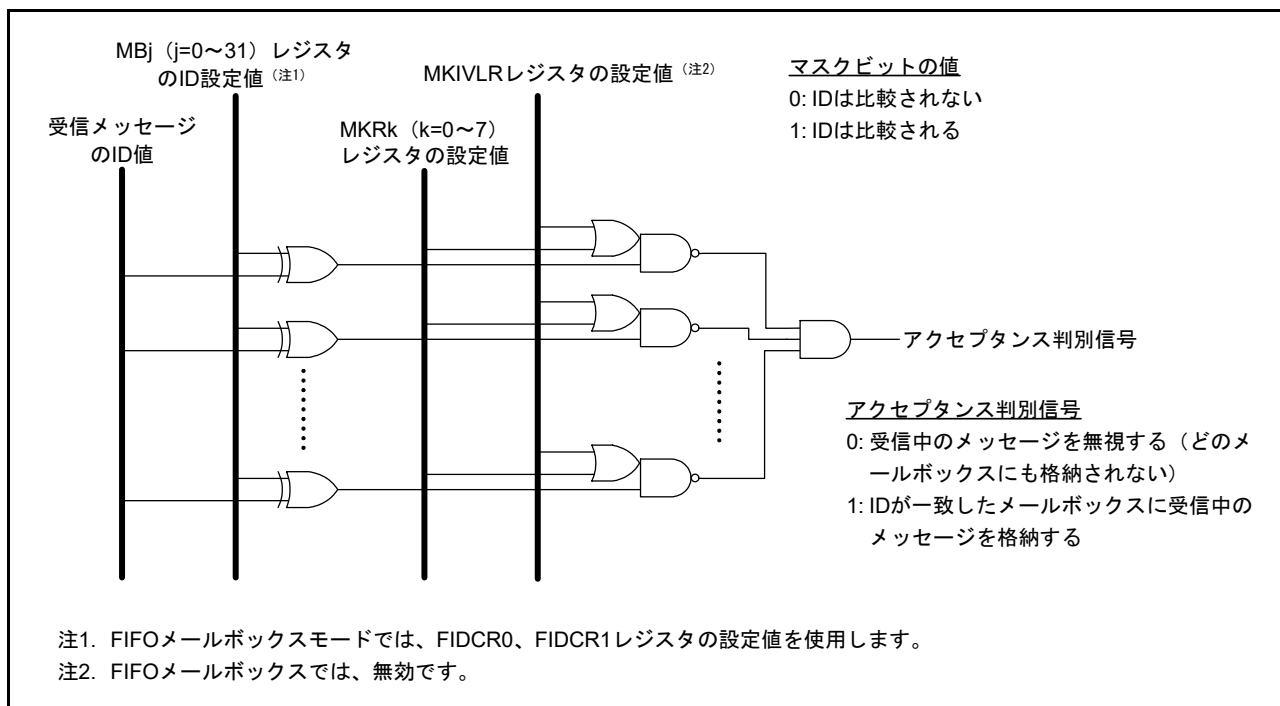 MBj（j=0～31）レジスタ
のID設定値（注1）
MKIVLRレジスタの設定値（注2）
受信メッセージ
のID値
MKRk（k=0～7）
レジスタの設定値
マスクビットの値
0: IDは比較されない
1: IDは比較される
アクセプタンス判別信号
アクセプタンス判別信号
0: 受信中のメッセージを無視する（どのメ
ールボックスにも格納されない）
1: IDが一致したメールボックスに受信中の
メッセージを格納する
注1. FIFOメールボックスモードでは、FIDCR0、FIDCR1レジスタの設定値を使用します。
注2. FIFOメールボックスでは、無効です。